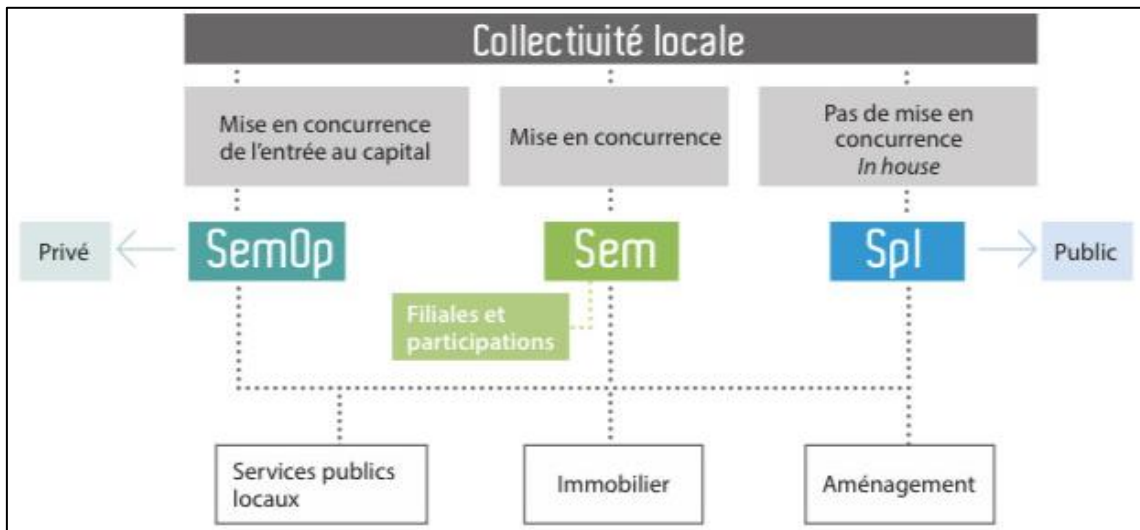 Collectivité locale
Mise en concurrence
de l'entrée au capital
Mise en concurrence
Pas de mise en
concurrence
In house
Privé
SemOp
Sem
Spl
Public
Filiales et
participations
Services publics
locaux
Immobilier
Aménagement